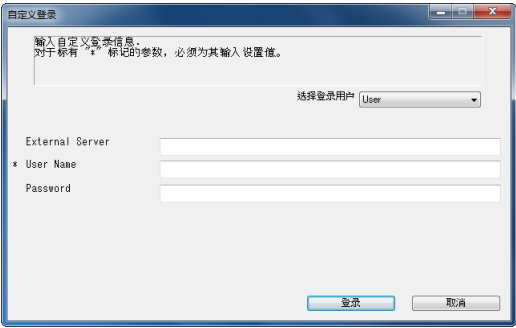 自定义登录
输入自定义登录信息.
对于标有 "*" 标记的参数，必须为其输入设置值。
选择登录用户 User
External Server
* User Name
Password
登录 取消